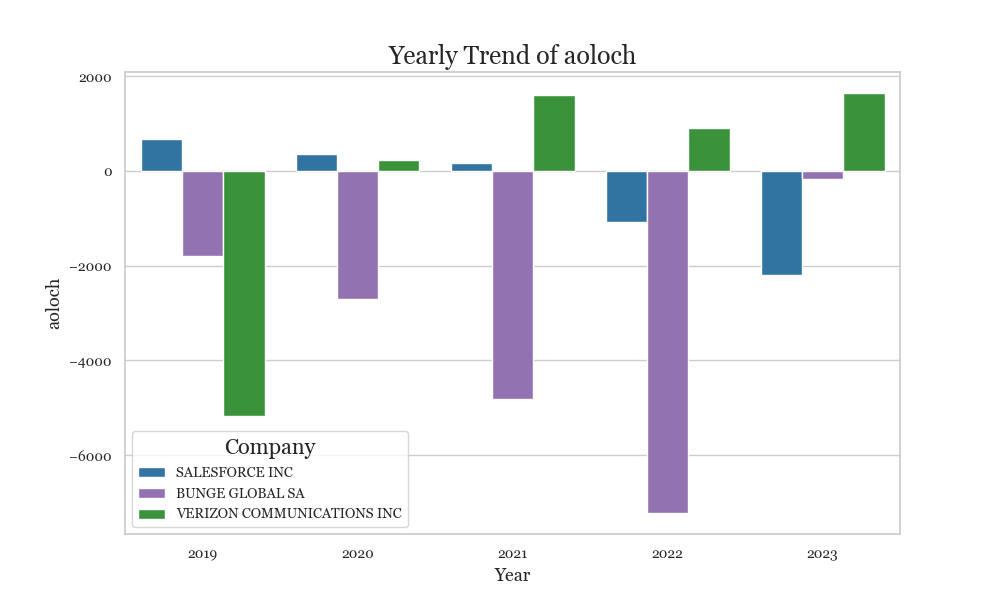 Yearly Trend of aoloch
2000
0
−2000
−4000
−6000
aoloch
Company
SALESFORCE INC
BUNGE GLOBAL SA
VERIZON COMMUNICATIONS INC
2019 2020 2021 2022 2023
Year